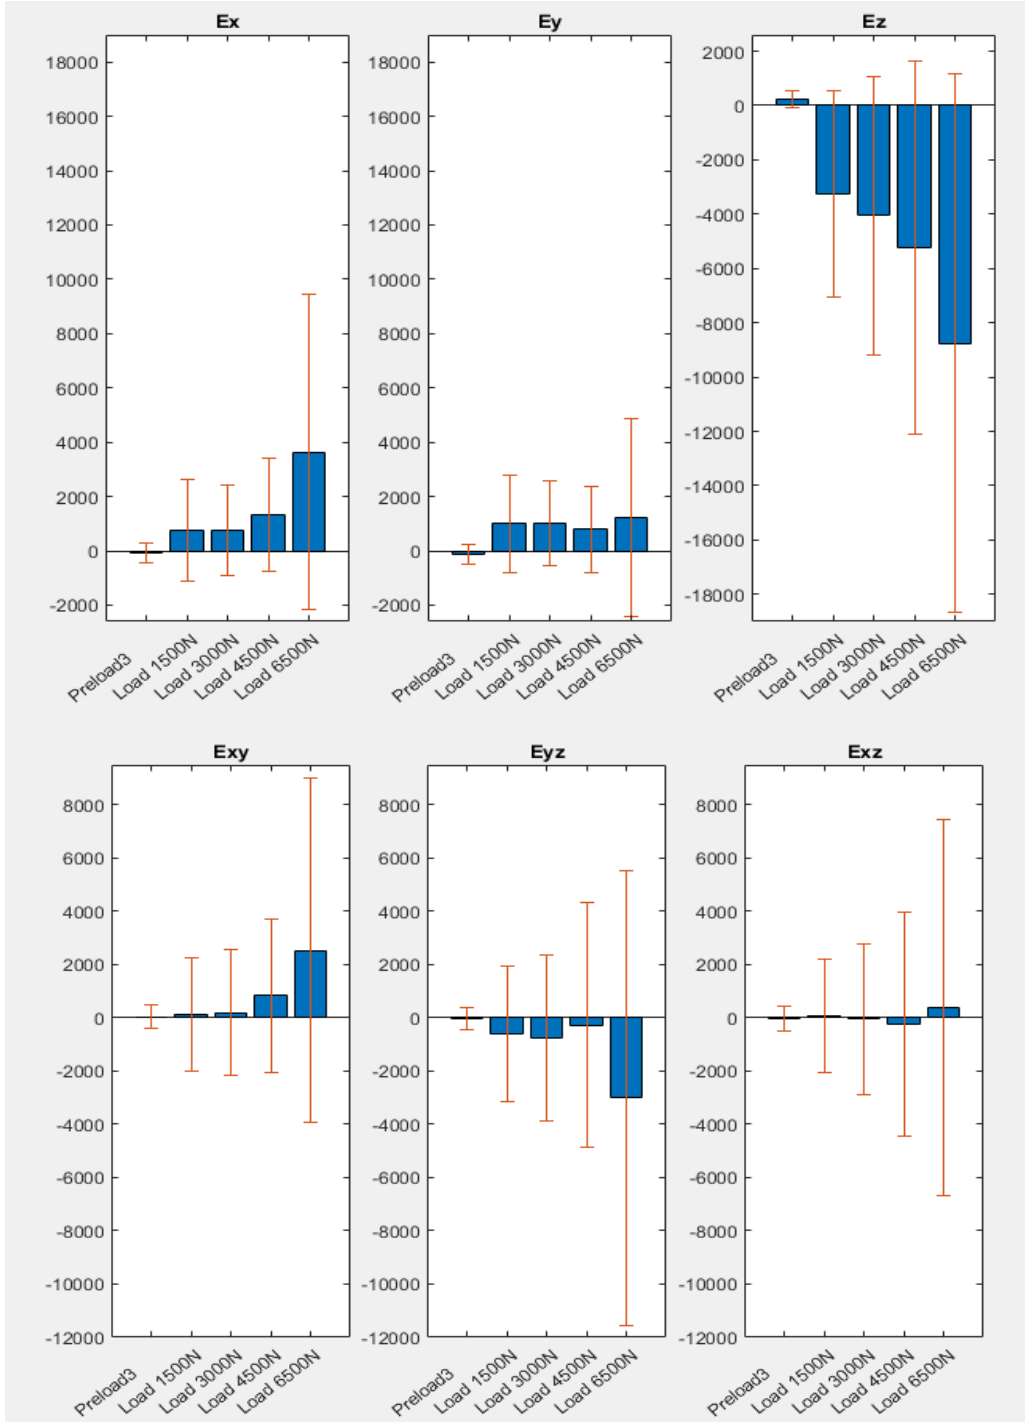 Ex
18000
16000
14000
12000
10000
8000
6000
4000
2000
0
-2000
Preload3
Load 1500N
Load 3000N
Load 4500N
Load 6500N
Ey
18000
16000
14000
12000
10000
8000
6000
4000
2000
0
-2000
Preload3
Load 1500N
Load 3000N
Load 4500N
Load 6500N
Ez
2000
0
-2000
-4000
-6000
-8000
-10000
-12000
-14000
-16000
-18000
Preload3
Load 1500N
Load 3000N
Load 4500N
Load 6500N
Exy
8000
6000
4000
2000
0
-2000
-4000
-6000
-8000
-10000
-12000
Preload3
Load 1500N
Load 3000N
Load 4500N
Load 6500N
Eyz
8000
6000
4000
2000
0
-2000
-4000
-6000
-8000
-10000
-12000
Preload3
Load 1500N
Load 3000N
Load 4500N
Load 6500N
Exz
8000
6000
4000
2000
0
-2000
-4000
-6000
-8000
-10000
-12000
Preload3
Load 1500N
Load 3000N
Load 4500N
Load 6500N